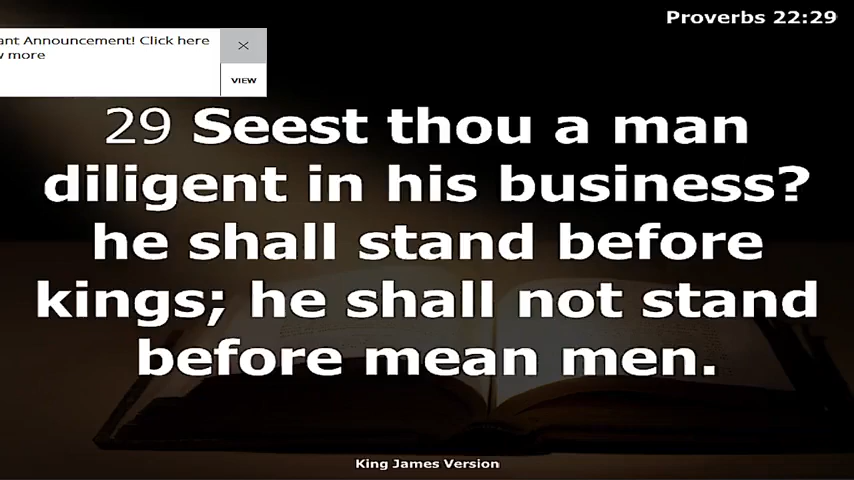 Proverbs 22:29
ant Announcement! Click here
more
VIEW
29 Seest thou a man
diligent in his business?
he shall stand before
kings; he shall not stand
before mean men.
King James Version